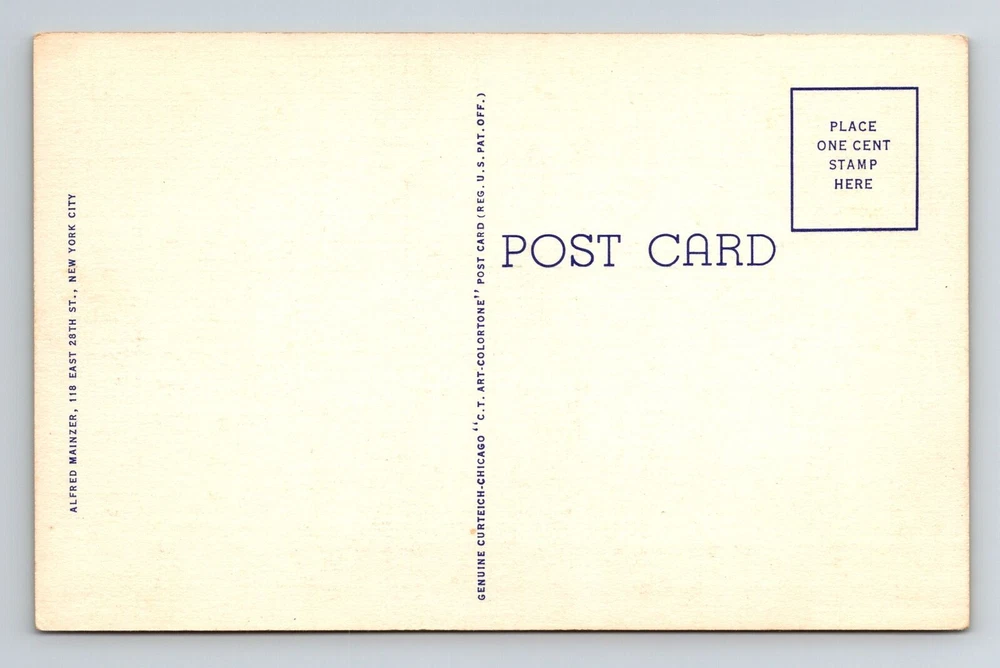 ALFRED MAINZER, 118 EAST 28TH ST., NEW YORK CITY
GENUINE CURTEICH-CHICAGO "C.T. ART-COLORTONE" POST CARD (REG. U.S. PAT. OFF.)
POST CARD
PLACE
ONE CENT
STAMP
HERE